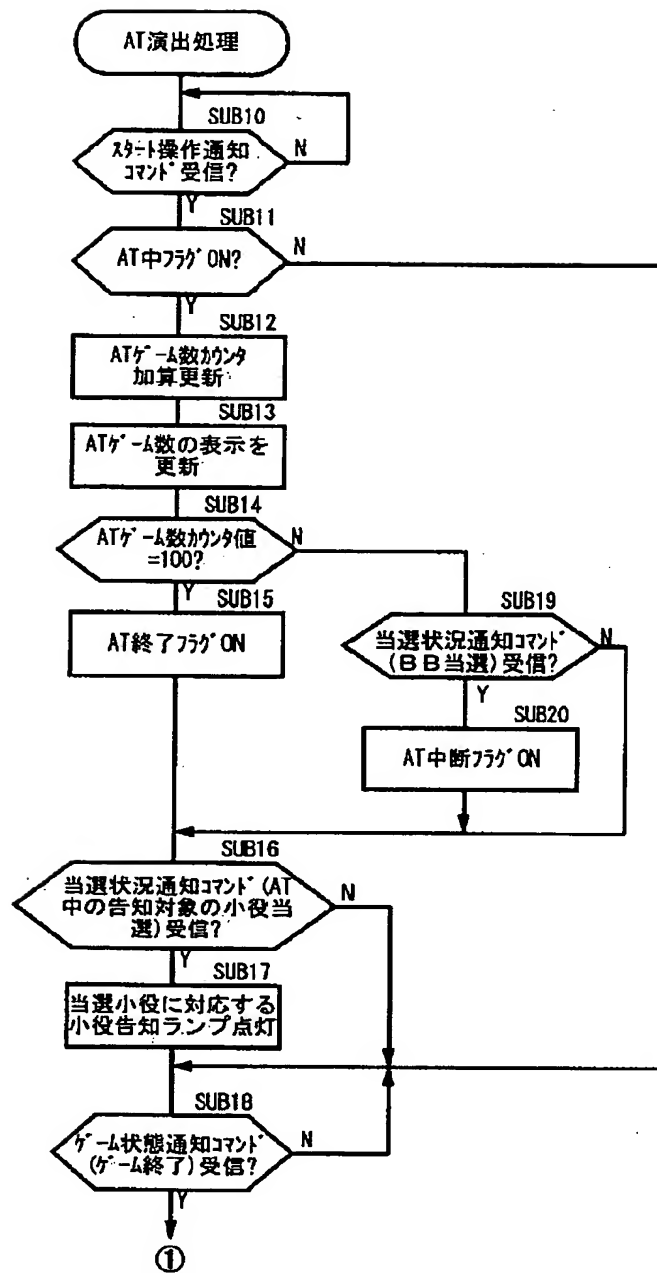 AT演出処理
SUB10
スタート操作通知
コマンド受信?
N
Y
SUB11
AT中フラグON?
N
Y
SUB12
ATゲーム数カウンタ
加算更新
SUB13
ATゲーム数の表示を
更新
SUB14
ATゲーム数カウンタ値
=100?
N
Y
SUB15
AT終了フラグON
SUB19
当選状況通知コマンド
(BB当選)受信?
N
Y
SUB20
AT中断フラグON
SUB16
当選状況通知コマンド(AT
中の告知対象の小役当
選)受信?
N
Y
SUB17
当選小役に対応する
小役告知ランプ点灯
SUB18
ゲーム状態通知コマンド
(ゲーム終了)受信?
N
Y
①